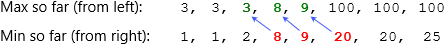 Max so far (from left): 3, 3, 3, 8, 9, 100, 100, 100
Min so far (from right): 1, 1, 2, 8, 9, 20, 20, 25